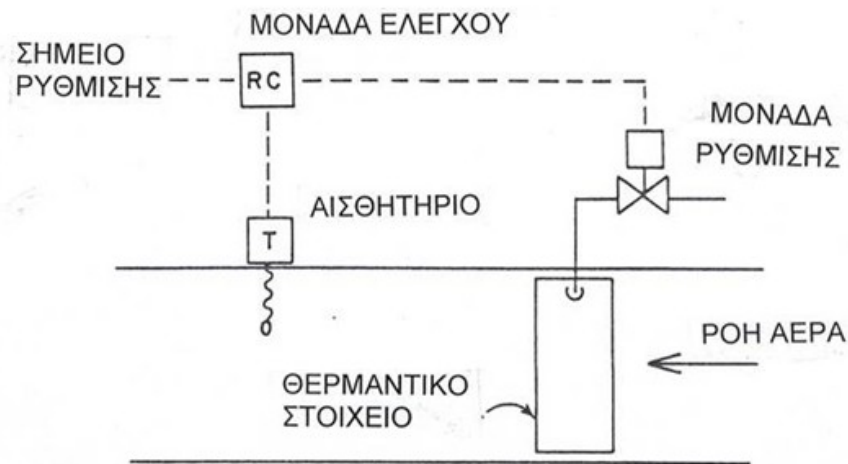 ΜΟΝΑΔΑ ΕΛΕΓΧΟΥ
ΣΗΜΕΙΟ
ΡΥΘΜΙΣΗΣ
RC
ΜΟΝΑΔΑ
ΡΥΘΜΙΣΗΣ
ΑΙΣΘΗΤΗΡΙΟ
T
ΡΟΗ ΑΕΡΑ
ΘΕΡΜΑΝΤΙΚΟ
ΣΤΟΙΧΕΙΟ